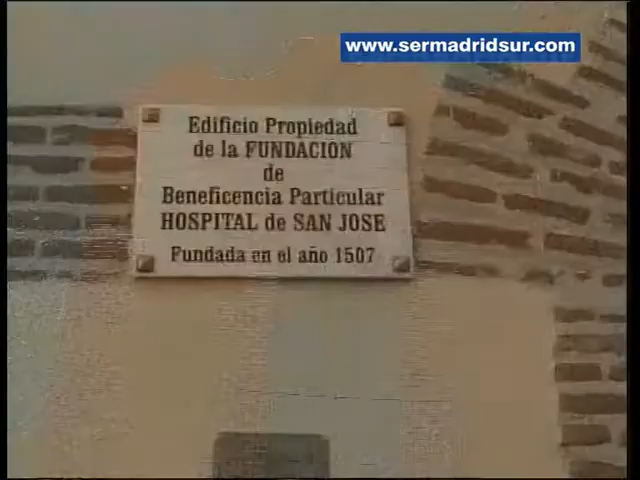 www.sermadridsur.com
Edificio Propiedad
de la FUNDACION
de
Beneficencia Particular
HOSPITAL de SAN JOSE
Fundada en el año 1507